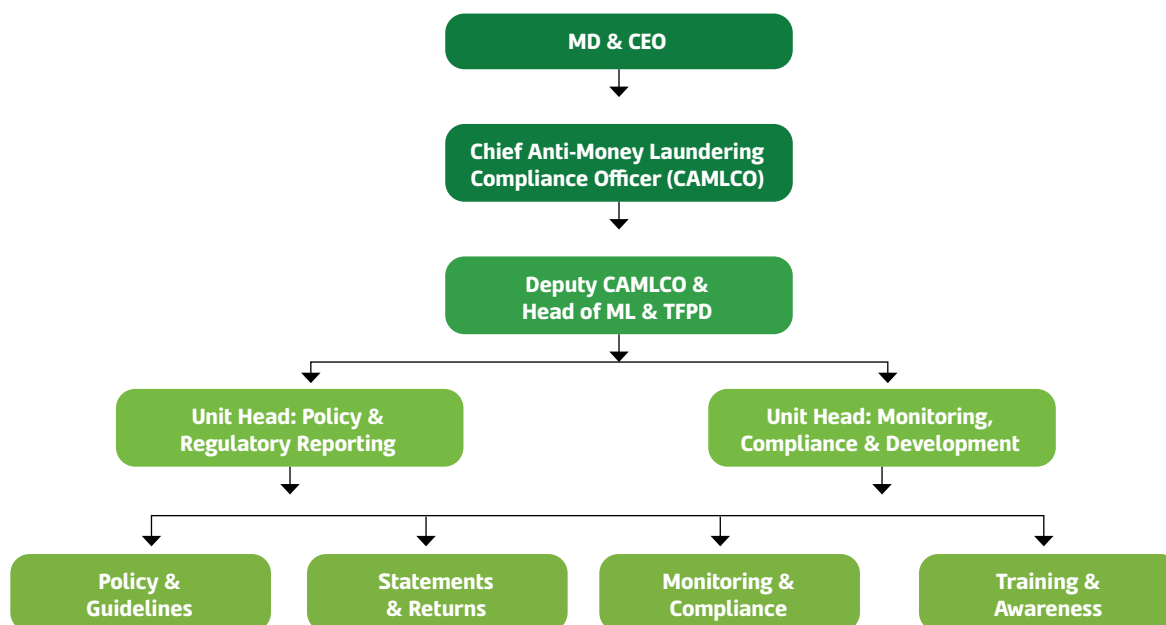 MD & CEO
Chief Anti-Money Laundering
Compliance Officer (CAMLCO)
Deputy CAMLCO &
Head of ML & TFPD
Unit Head: Policy &
Regulatory Reporting
Unit Head: Monitoring,
Compliance & Development
Policy &
Guidelines
Statements
& Returns
Monitoring &
Compliance
Training &
Awareness